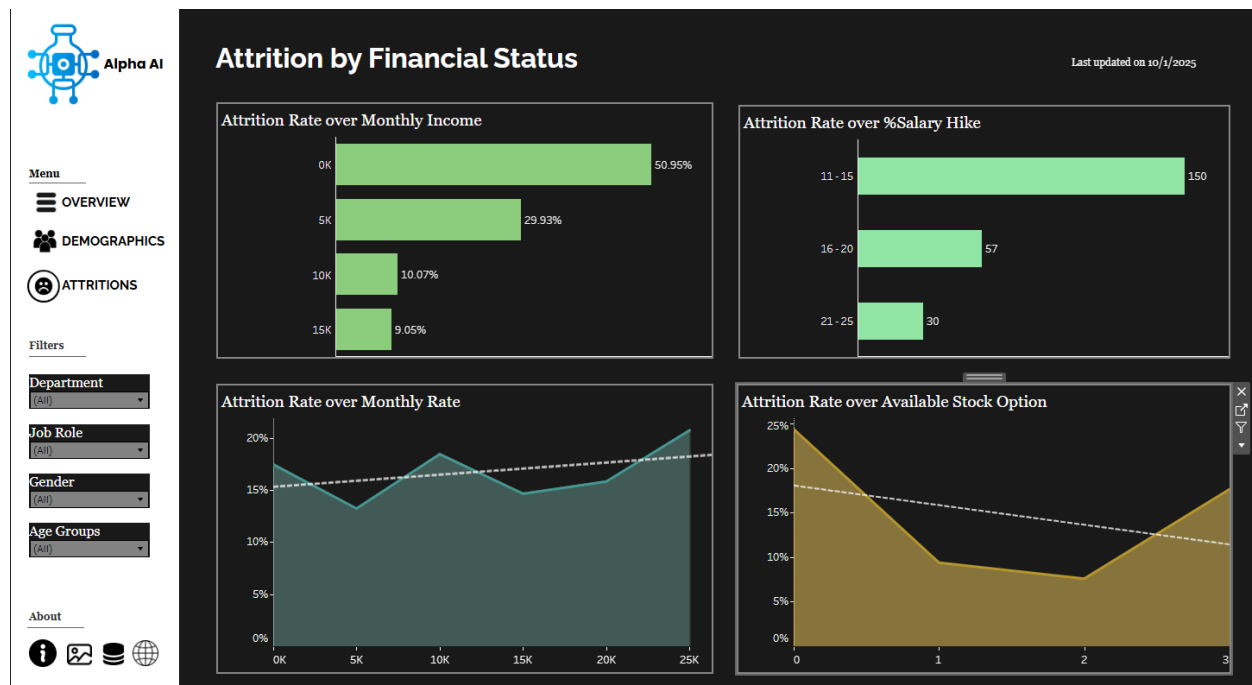 Alpha AI
Attrition by Financial Status
Last updated on 10/1/2025
Menu
OVERVIEW
DEMOGRAPHICS
ATTRITIONS
Filters
Department
(All)
Job Role
(All)
Gender
(All)
Age Groups
(All)
About
Attrition Rate over Monthly Income
0K 50.95%
5K 29.93%
10K 10.07%
15K 9.05%
Attrition Rate over %Salary Hike
11 - 15 150
16 - 20 57
21 - 25 30
Attrition Rate over Monthly Rate
20%
15%
10%
5%
0%
0K 5K 10K 15K 20K 25K
Attrition Rate over Available Stock Option
25%
20%
15%
10%
5%
0%
0 1 2 3